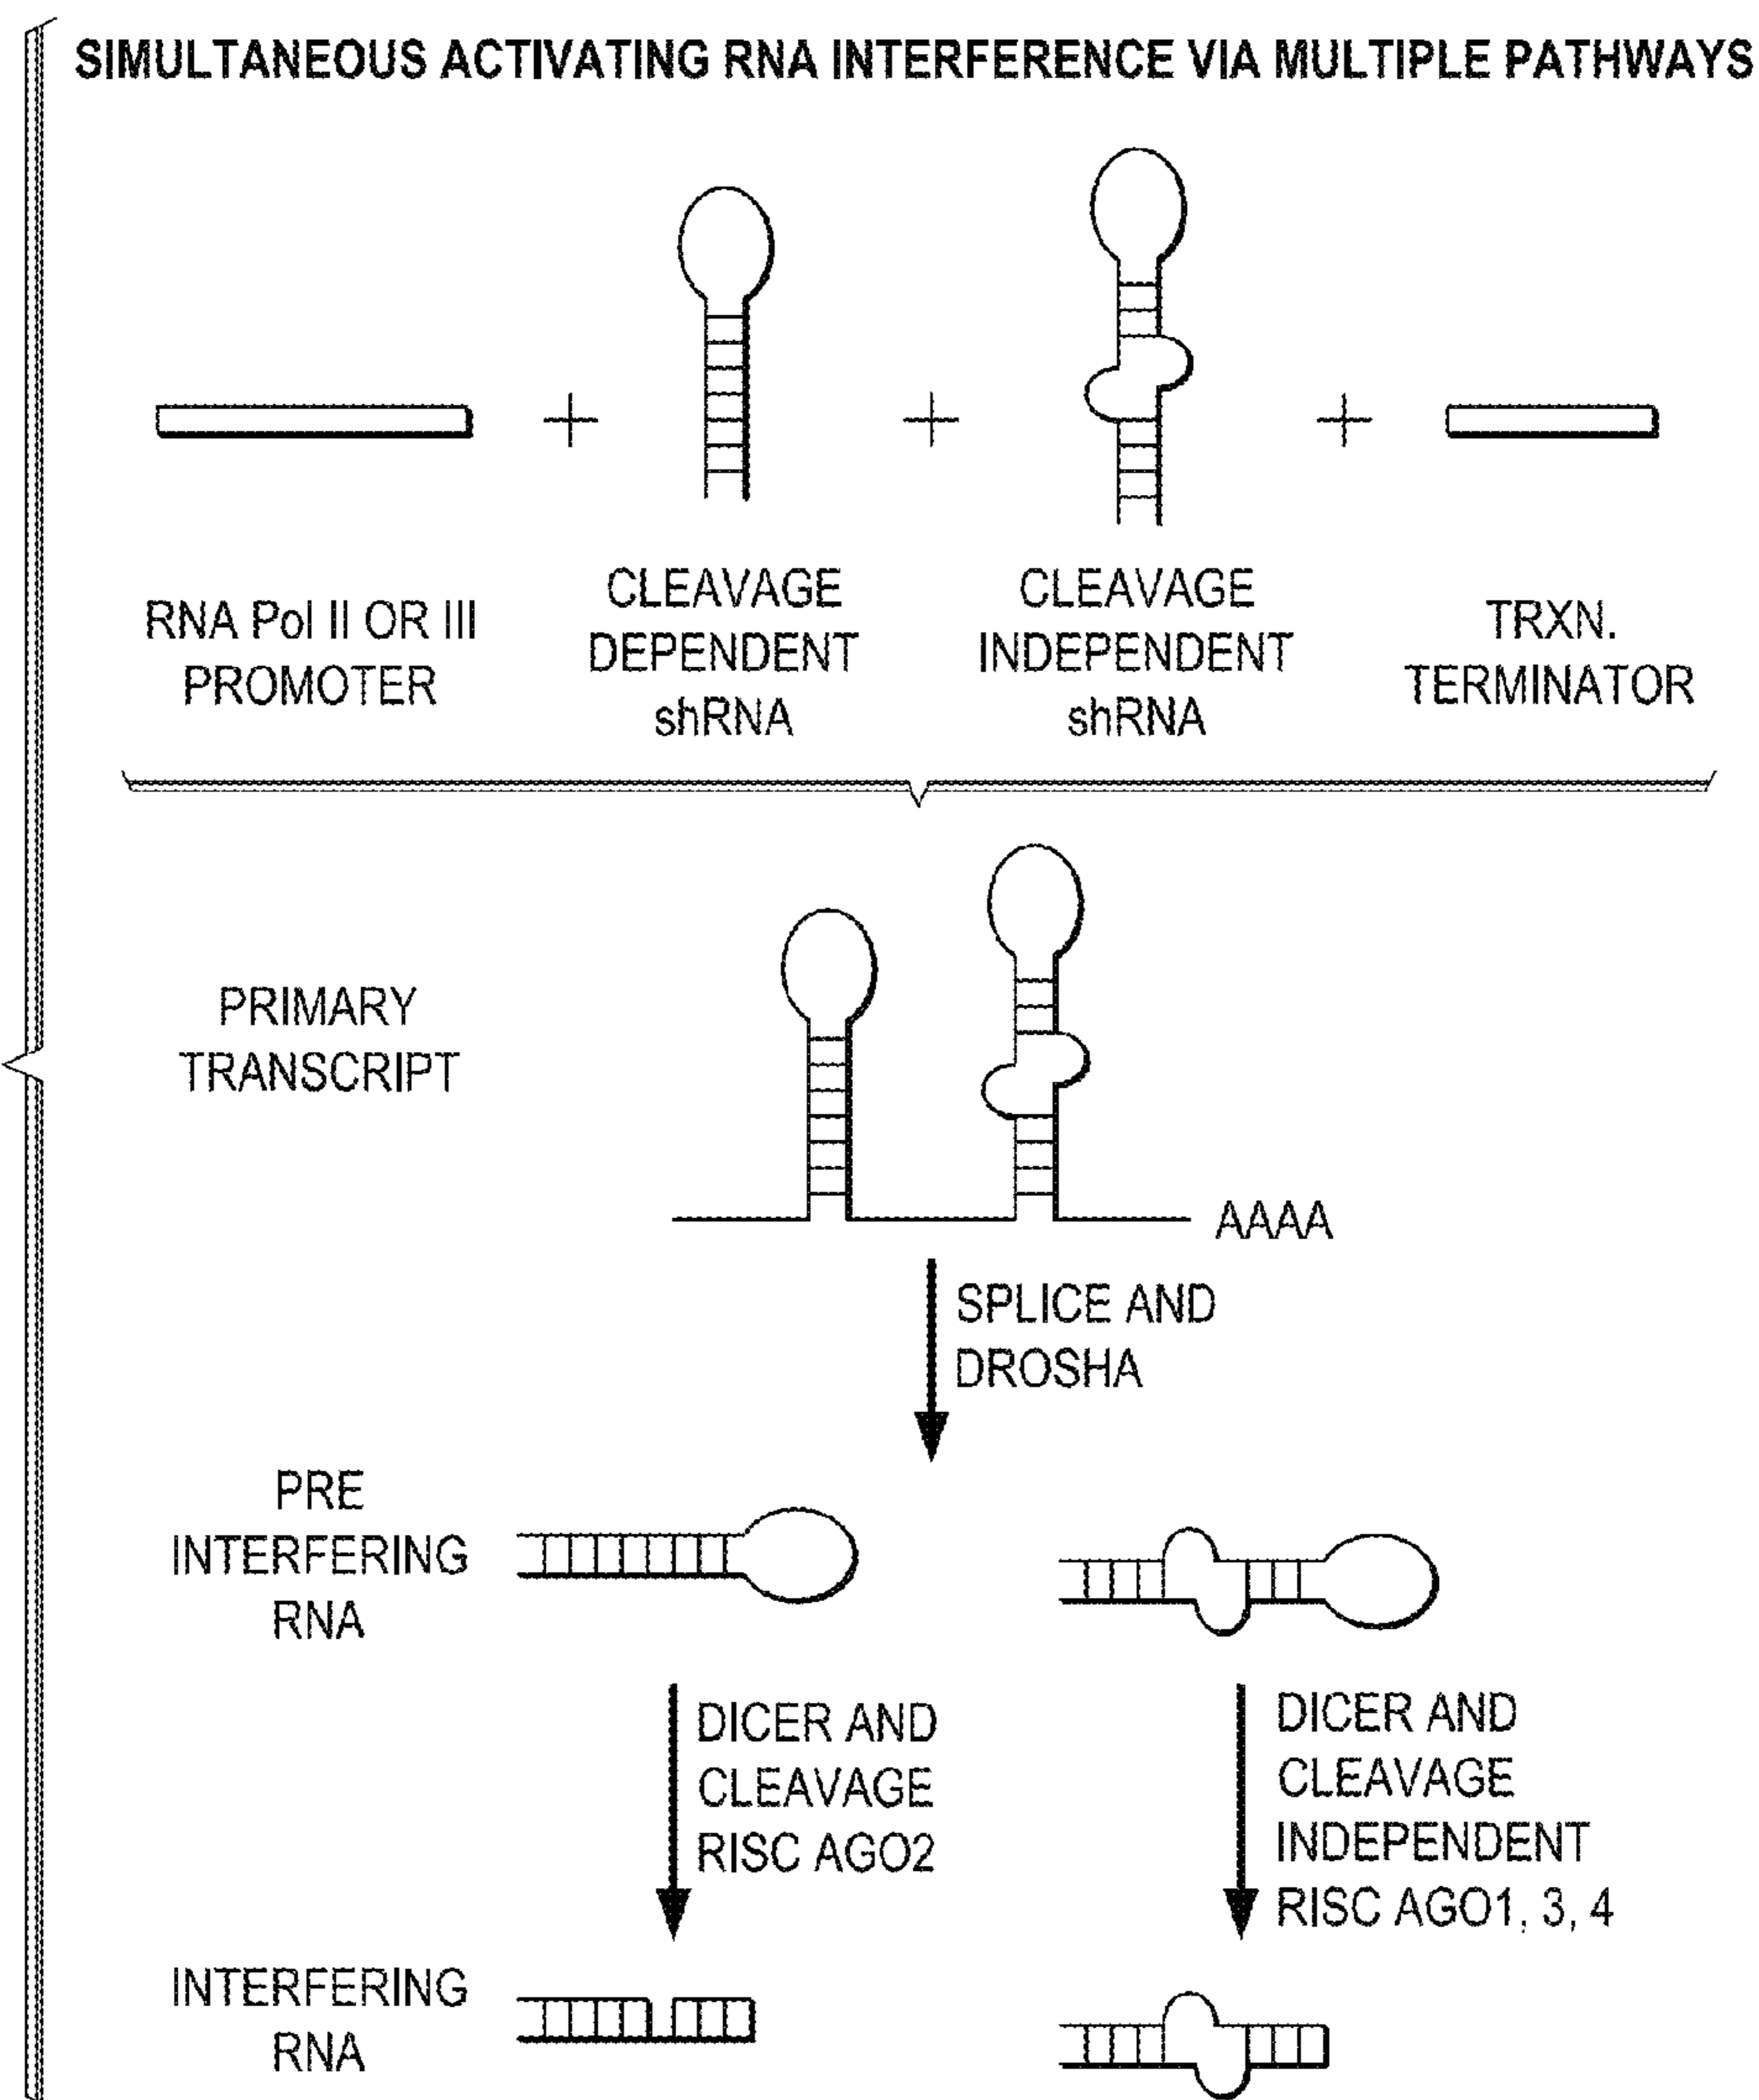 SIMULTANEOUS ACTIVATING RNA INTERFERENCE VIA MULTIPLE PATHWAYS
RNA Pol II OR III
PROMOTER
CLEAVAGE
DEPENDENT
shRNA
CLEAVAGE
INDEPENDENT
shRNA
TRXN.
TERMINATOR
PRIMARY
TRANSCRIPT
AAAA
SPLICE AND
DROSHA
PRE
INTERFERING
RNA
DICER AND
CLEAVAGE
RISC AGO2
DICER AND
CLEAVAGE
INDEPENDENT
RISC AGO1, 3, 4
INTERFERING
RNA